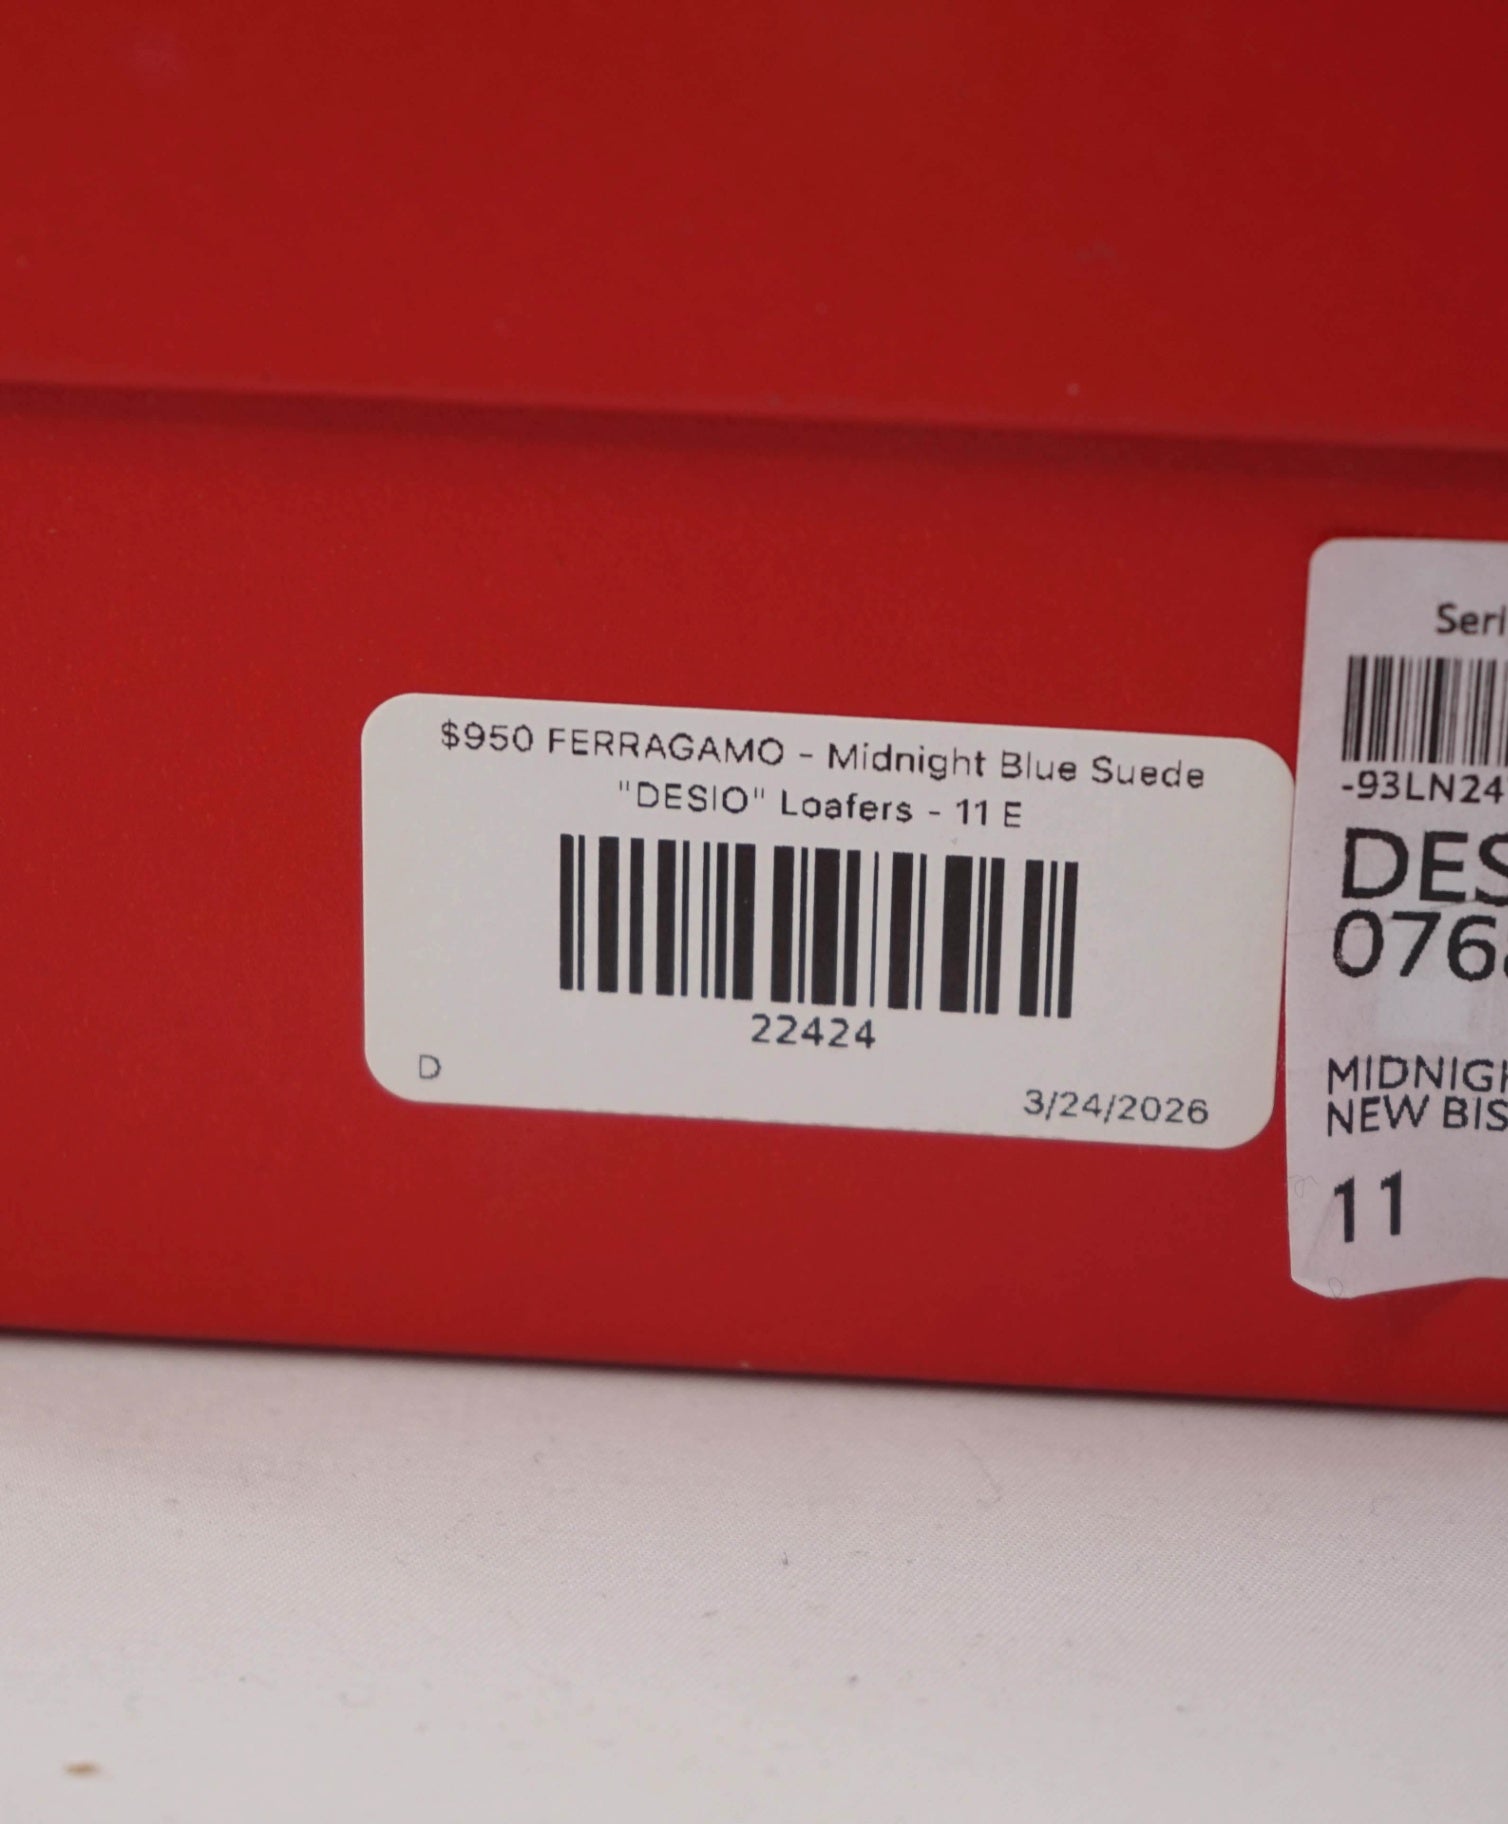 $950 FERRAGAMO - Midnight Blue Suede
"DESIO" Loafers - 11 E
22424
D
3/24/2026
Seri
-93LN24
DES
076
MIDNIGH
NEW BIS
11